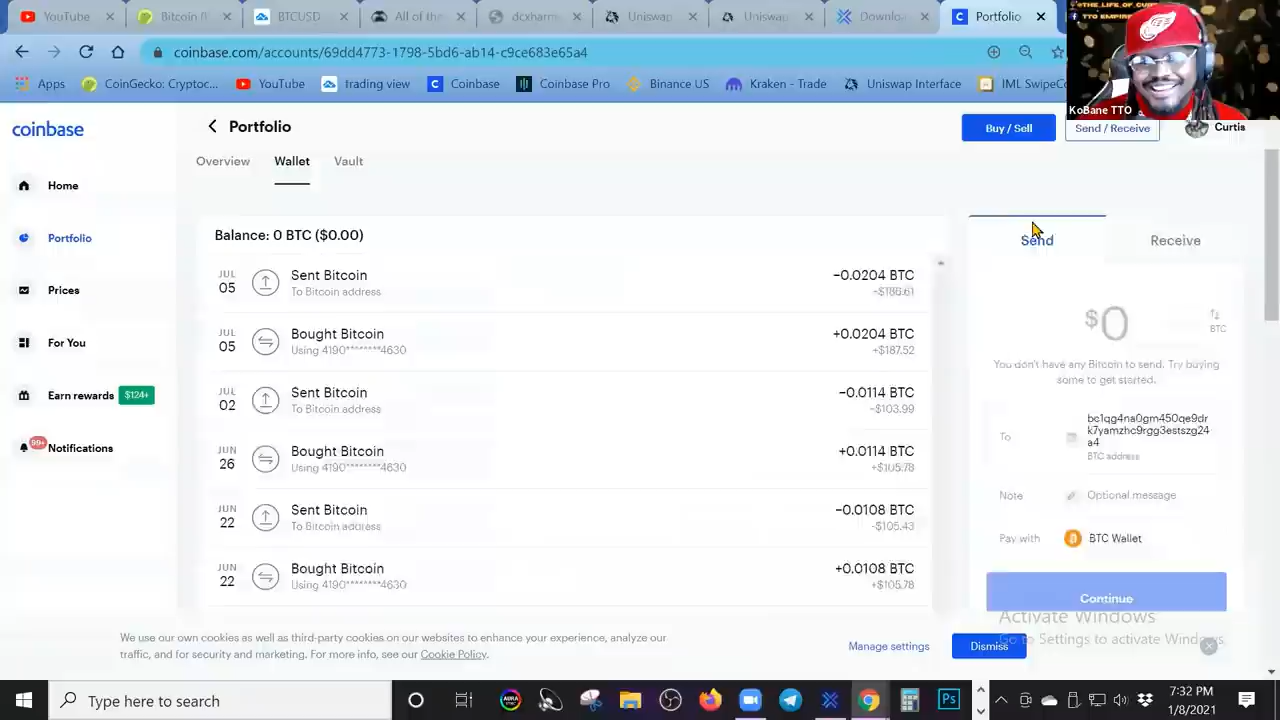 YouTube
Bitcoin (
BTCUSD
Uniswap
Uniswap
Portfolio
@THE_LIFE_OF_CU
TTO EMPIRE
coinbase.com/accounts/
Apps
CoinGecko: Cryptoc...
YouTube
Trading view
Coinbase
Coinbase Pro
Binance US
Kraken - Trade
Uniswap Interface
IML SwipeC
KoBane TTO
coinbase
Portfolio
Buy / Sell
Send / Receive
Curtis
Overview
Wallet
Vault
Home
Portfolio
Prices
For You
Earn rewards
$124+
99+
Notifications
Balance: 0 BTC ($0.00)
JUL
05
Sent Bitcoin
To Bitcoin address
−0.0204 BTC
-$186.61
JUL
05
Bought Bitcoin
Using 4190*******4630
+0.0204 BTC
+$187.52
JUL
02
Sent Bitcoin
To Bitcoin address
−0.0114 BTC
-$103.99
JUN
26
Bought Bitcoin
Using 4190*******4630
+0.0114 BTC
+$105.78
JUN
22
Sent Bitcoin
To Bitcoin address
−0.0108 BTC
-$105.43
JUN
22
Bought Bitcoin
Using 4190*******4630
+0.0108 BTC
+$105.78
Send
Receive
$0
BTC
You don't have any Bitcoin to send. Try buying
some to get started.
To
bc1qg4na0gm450qe9dr
k7yamzhc9rgg3estszg24
a4
BTC address
Note
Optional message
Pay with
BTC Wallet
Continue
Activate Windows
Go to Settings to activate Windows.
We use our own cookies as well as third-party cookies on our websites to enhance your experience, analyze our
traffic, and for security and marketing. For more info, see our Cookie Policy.
Manage settings
Dismiss
Type here to search
Ps
7:32 PM
1/8/2021